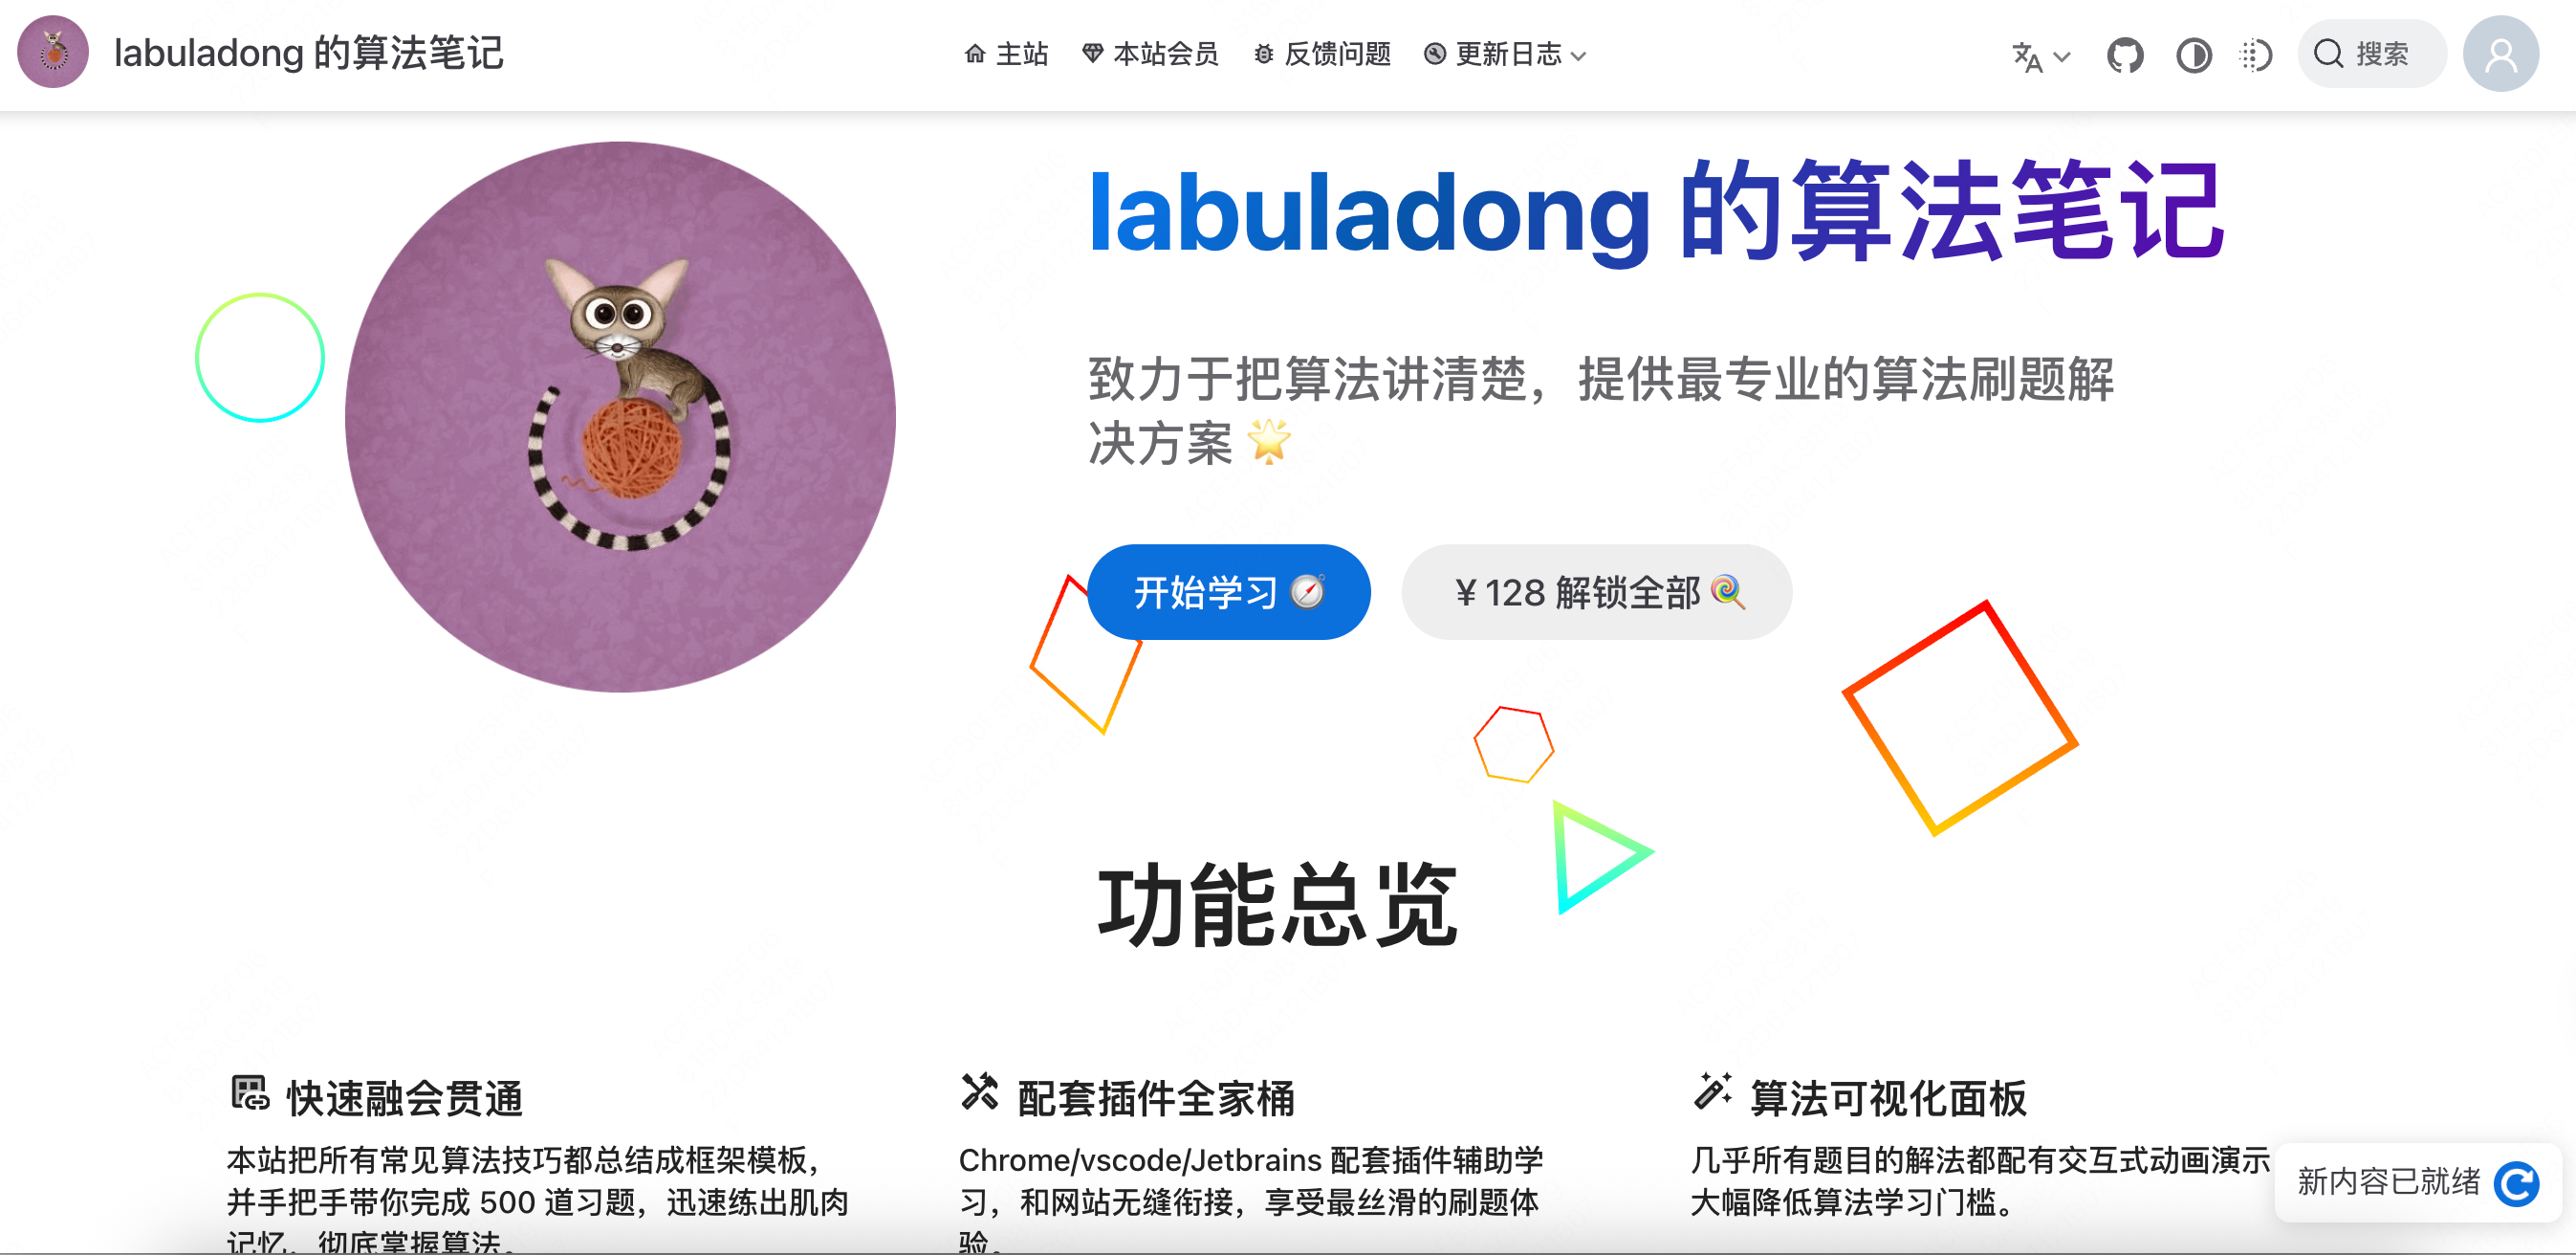 labuladong 的算法笔记
主站
本站会员
反馈问题
更新日志
搜索
labuladong 的算法笔记
致力于把算法讲清楚，提供最专业的算法刷题解
决方案 🌟
开始学习 🧭
¥ 128 解锁全部 🍭
功能总览
快速融会贯通
本站把所有常见算法技巧都总结成框架模板，
并手把手带你完成 500 道习题，迅速练出肌肉
记忆，彻底掌握算法。
配套插件全家桶
Chrome/vscode/Jetbrains 配套插件辅助学
习，和网站无缝衔接，享受最丝滑的刷题体
验。
算法可视化面板
几乎所有题目的解法都配有交互式动画演示
大幅降低算法学习门槛。
新内容已就绪